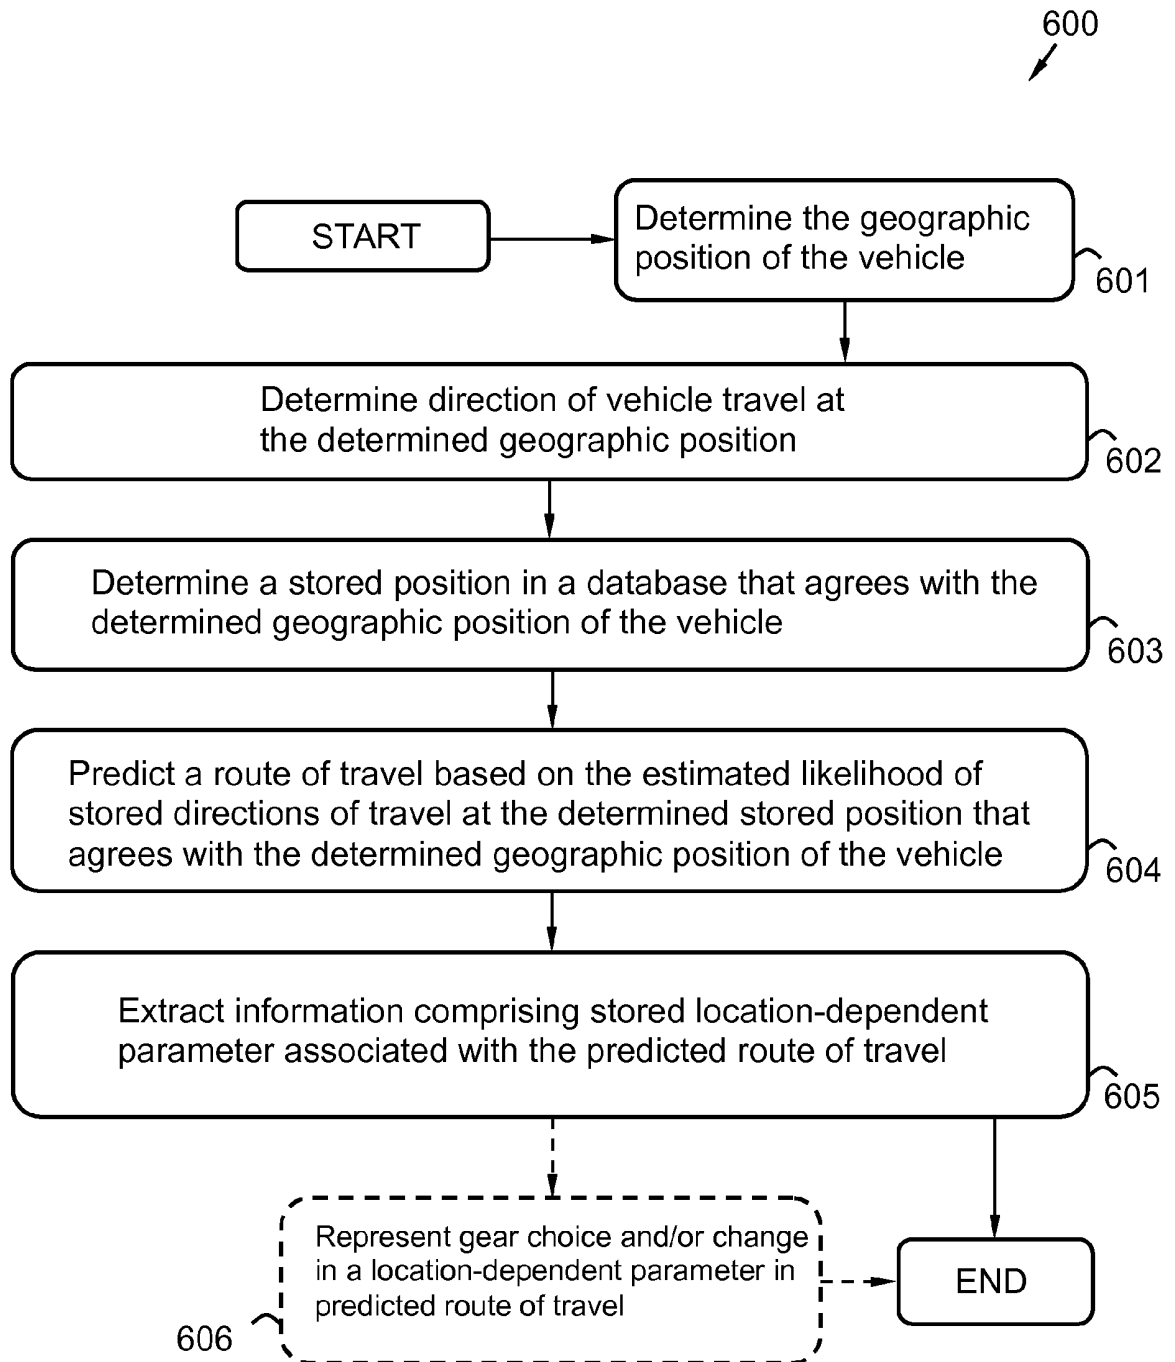 600
START
Determine the geographic
position of the vehicle
601
Determine direction of vehicle travel at
the determined geographic position
602
Determine a stored position in a database that agrees with the
determined geographic position of the vehicle
603
Predict a route of travel based on the estimated likelihood of
stored directions of travel at the determined stored position that
agrees with the determined geographic position of the vehicle
604
Extract information comprising stored location-dependent
parameter associated with the predicted route of travel
605
Represent gear choice and/or change
in a location-dependent parameter in
predicted route of travel
606
END